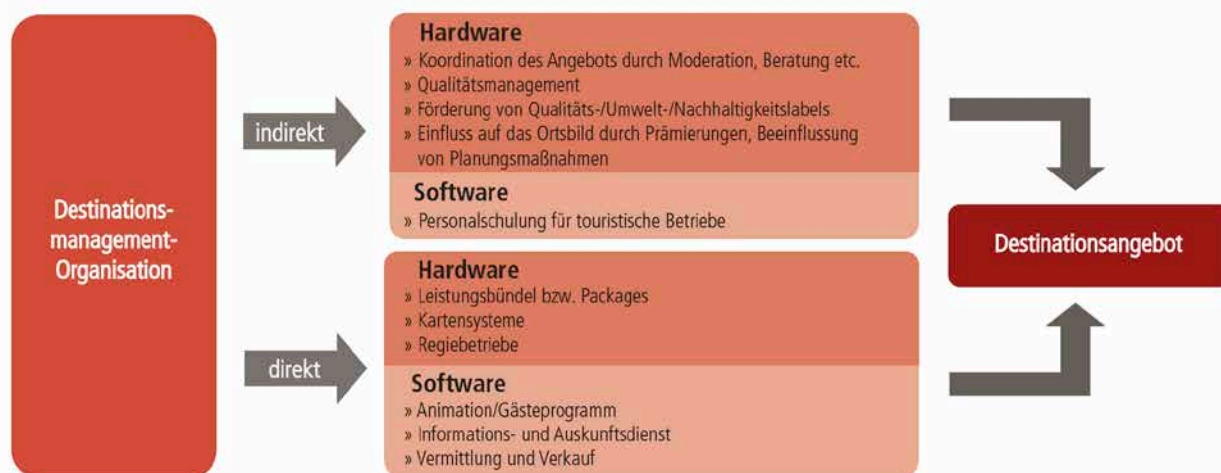 Destinations-
management-
Organisation
indirekt
Hardware
» Koordination des Angebots durch Moderation, Beratung etc.
» Qualitätsmanagement
» Förderung von Qualitäts-/Umwelt-/Nachhaltigkeitslabels
» Einfluss auf das Ortsbild durch Prämierungen, Beeinflussung
von Planungsmaßnahmen
Software
» Personalschulung für touristische Betriebe
direkt
Hardware
» Leistungsbündel bzw. Packages
» Kartensysteme
» Regiebetriebe
Software
» Animation/Gästeprogramm
» Informations- und Auskunftsdienst
» Vermittlung und Verkauf
Destinationsangebot